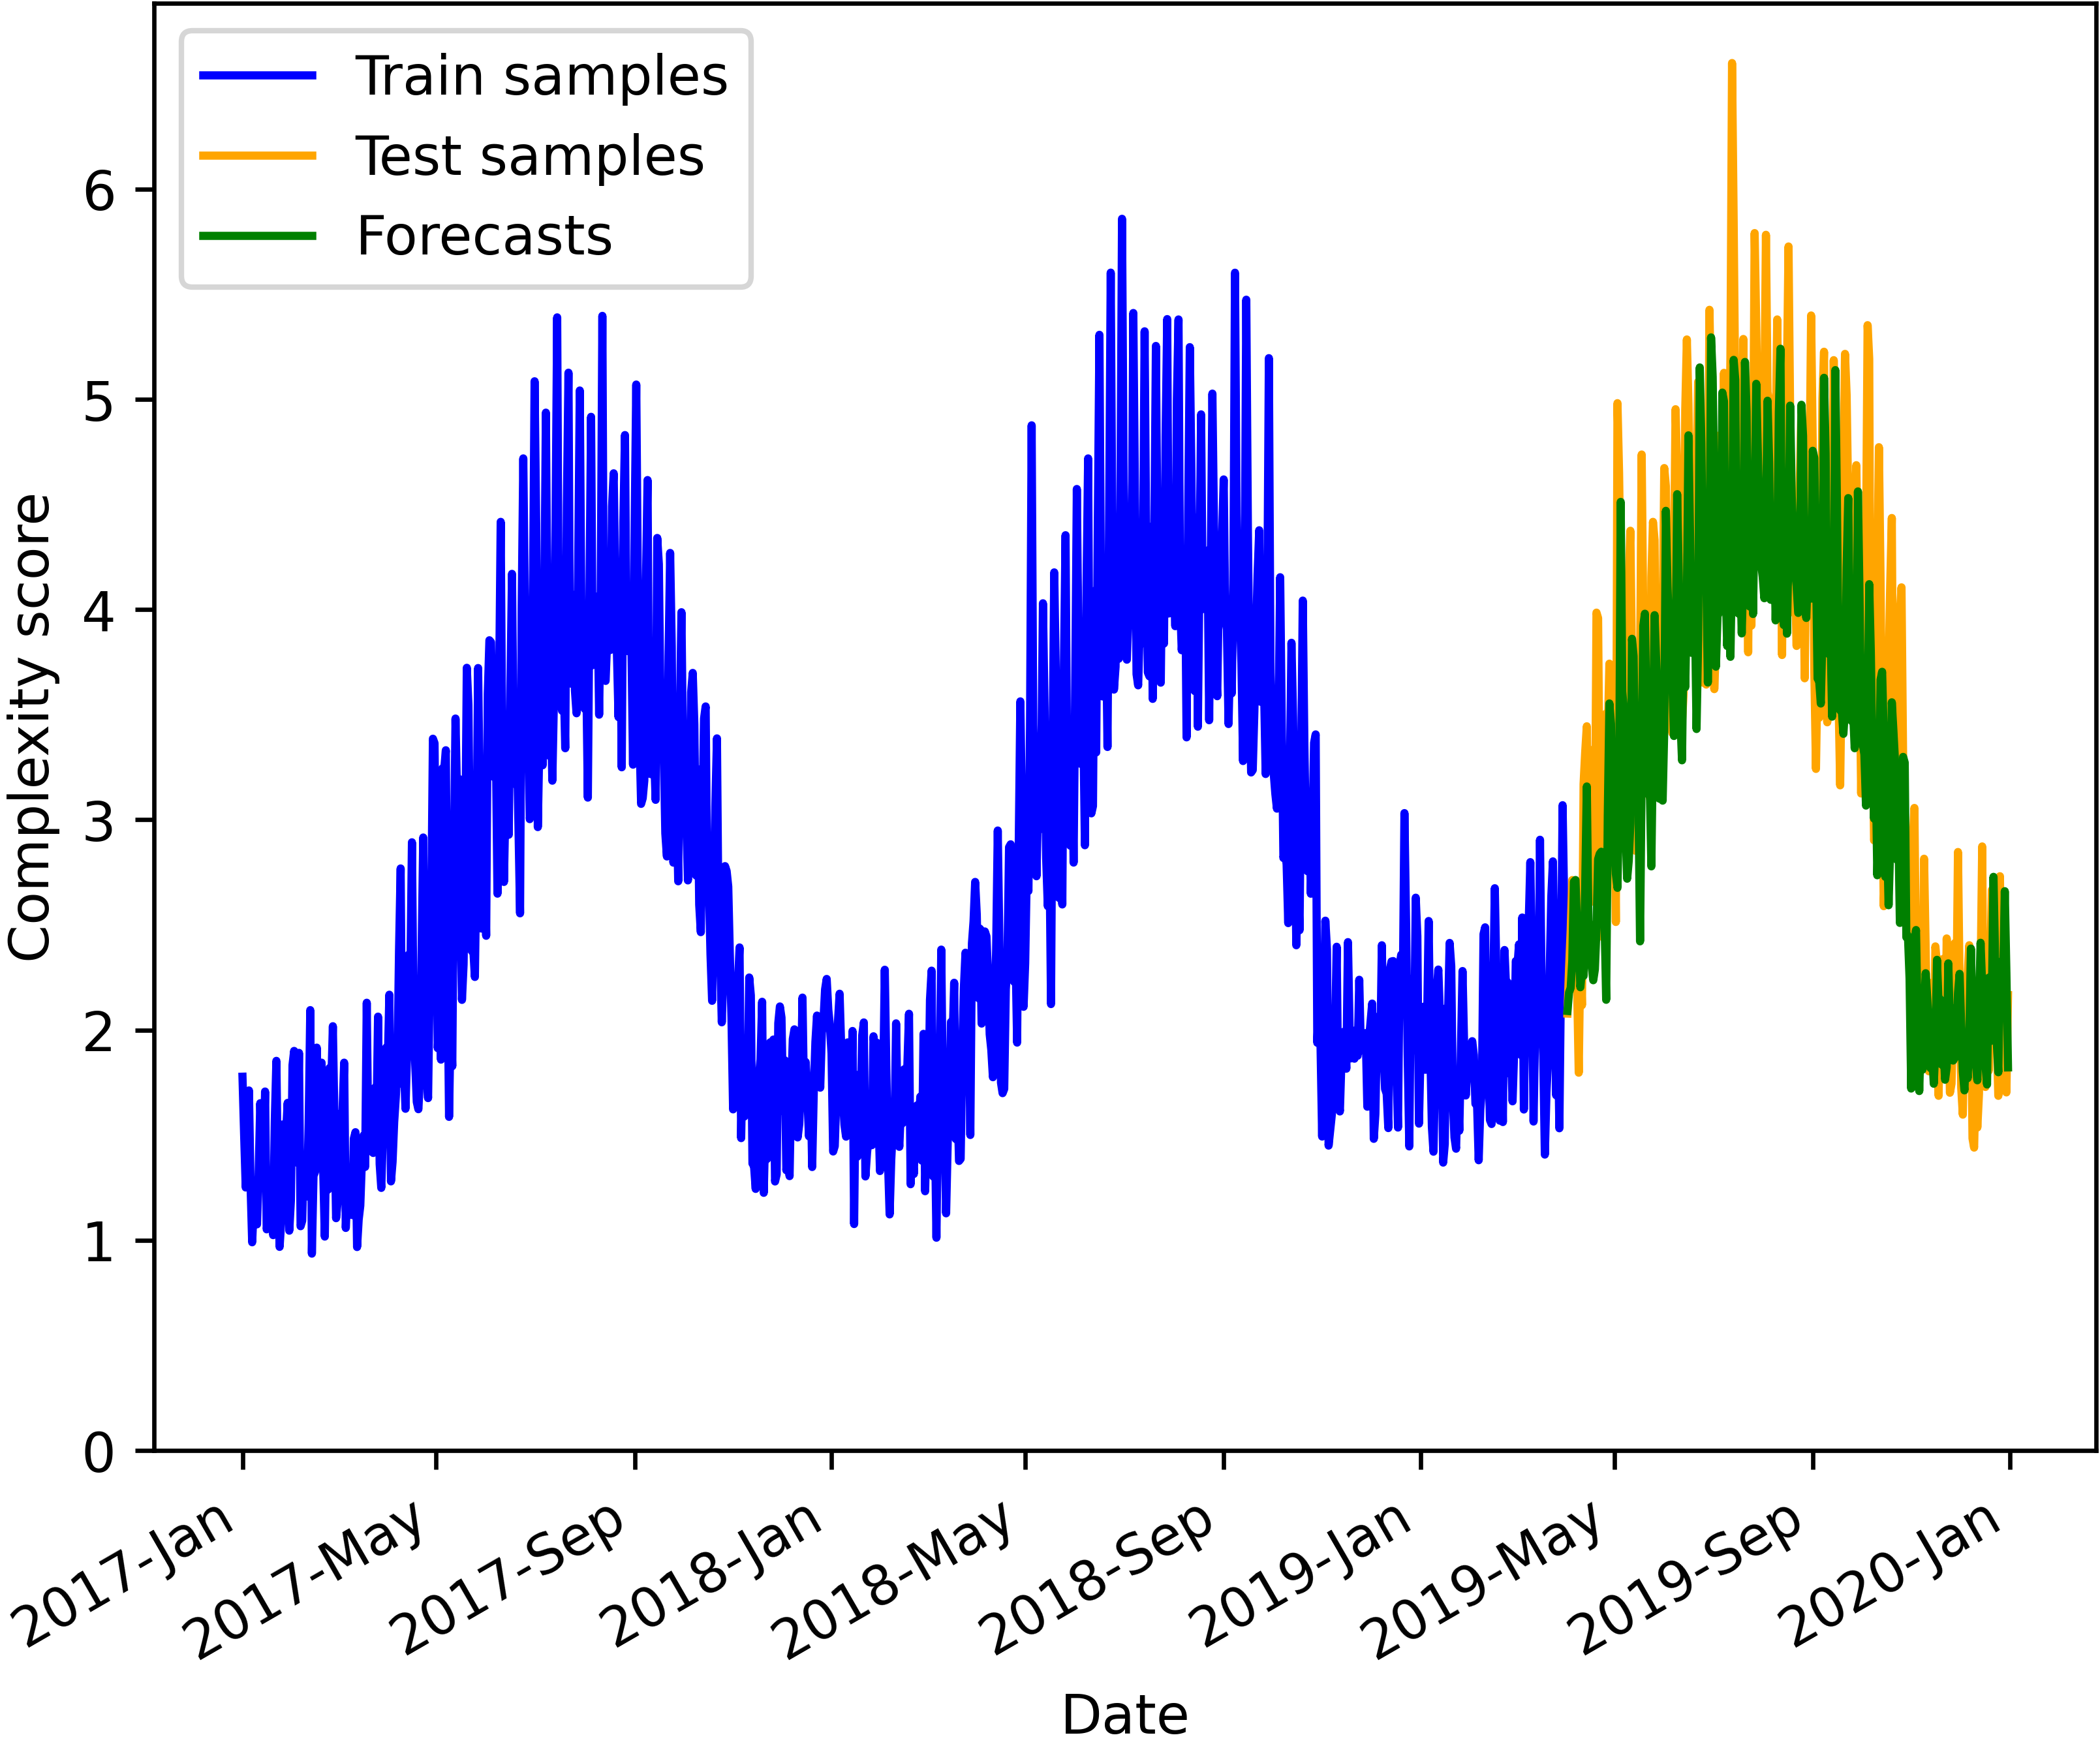 Train samples
Test samples
Forecasts
6
5
4
3
2
1
0
Complexity score
2017-Jan
2017-May
2017-Sep
2018-Jan
2018-May
2018-Sep
2019-Jan
2019-May
2019-Sep
2020-Jan
Date